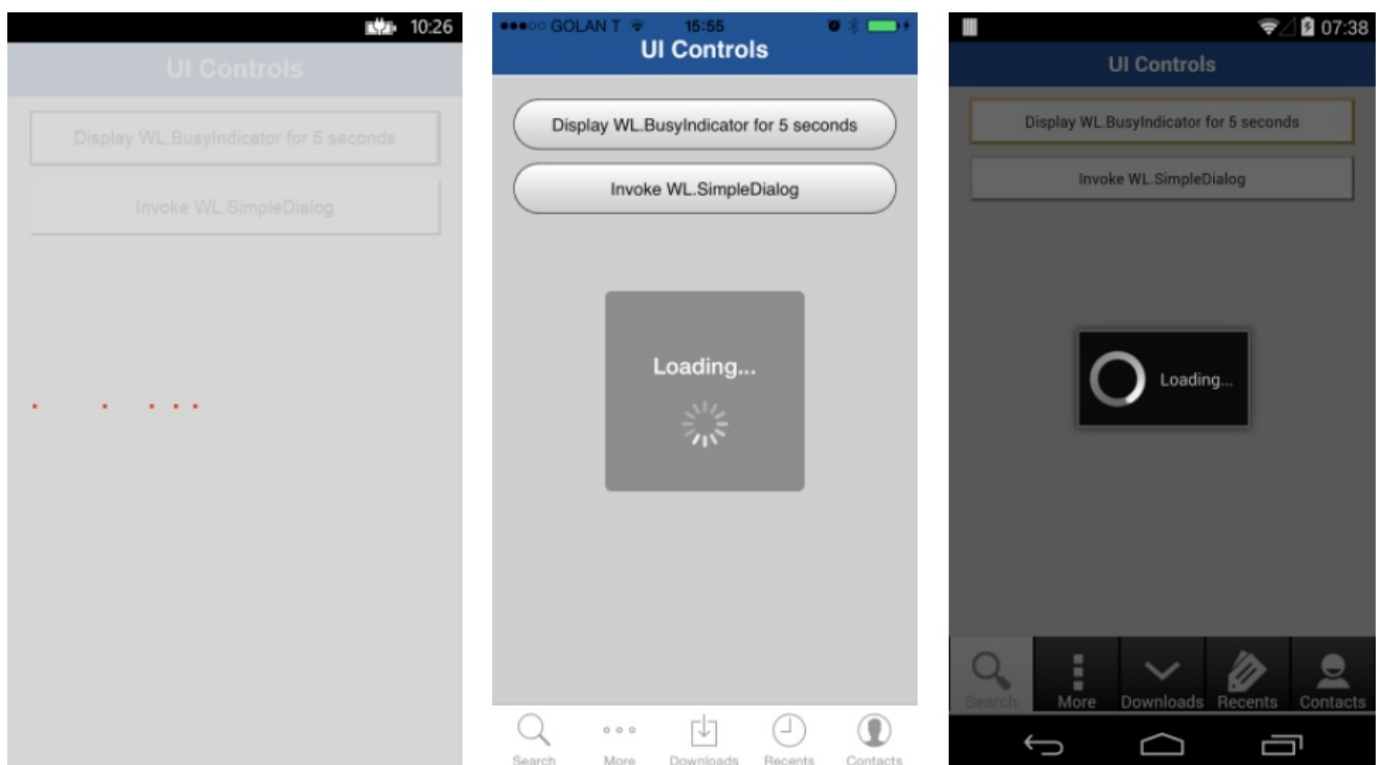 10:26
UI Controls
Display WL.BusyIndicator for 5 seconds
Invoke WL.SimpleDialog
GOLAN T 15:55
UI Controls
Display WL.BusyIndicator for 5 seconds
Invoke WL.SimpleDialog
Loading...
Search More Downloads Recents Contacts
07:38
UI Controls
Display WL.BusyIndicator for 5 seconds
Invoke WL.SimpleDialog
Loading...
Search More Downloads Recents Contacts